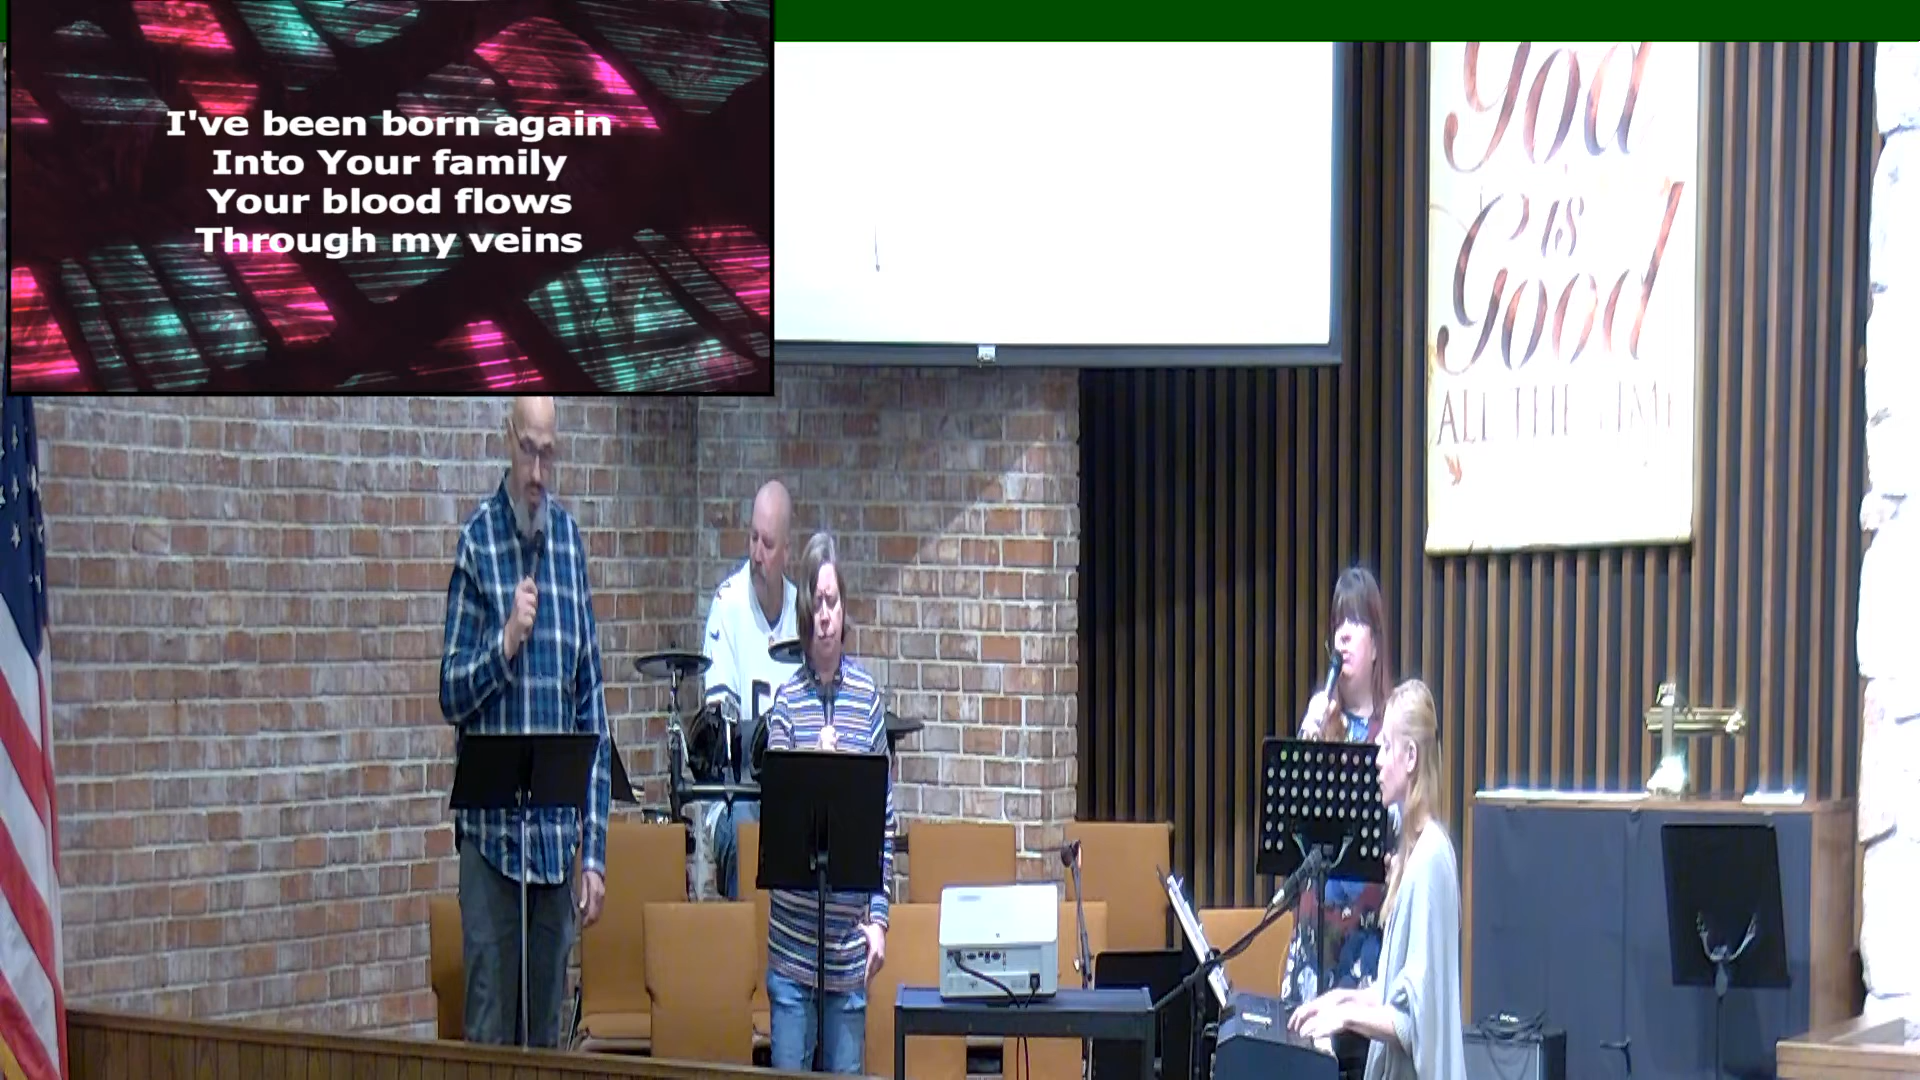 I've been born again
Into Your family
Your blood flows
Through my veins
God
is
Good
ALL THE TIME